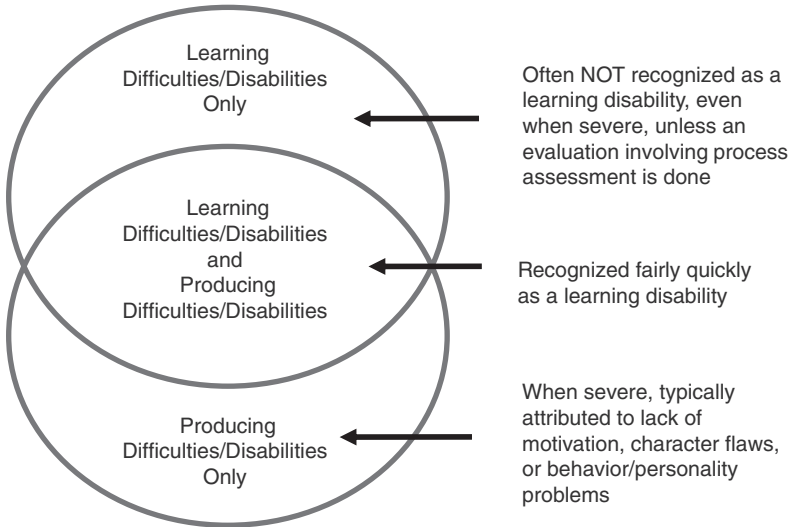 Learning
Difficulties/Disabilities
Only
Often NOT recognized as a
learning disability, even
when severe, unless an
evaluation involving process
assessment is done
Learning
Difficulties/Disabilities
and
Producing
Difficulties/Disabilities
Recognized fairly quickly
as a learning disability
Producing
Difficulties/Disabilities
Only
When severe, typically
attributed to lack of
motivation, character flaws,
or behavior/personality
problems